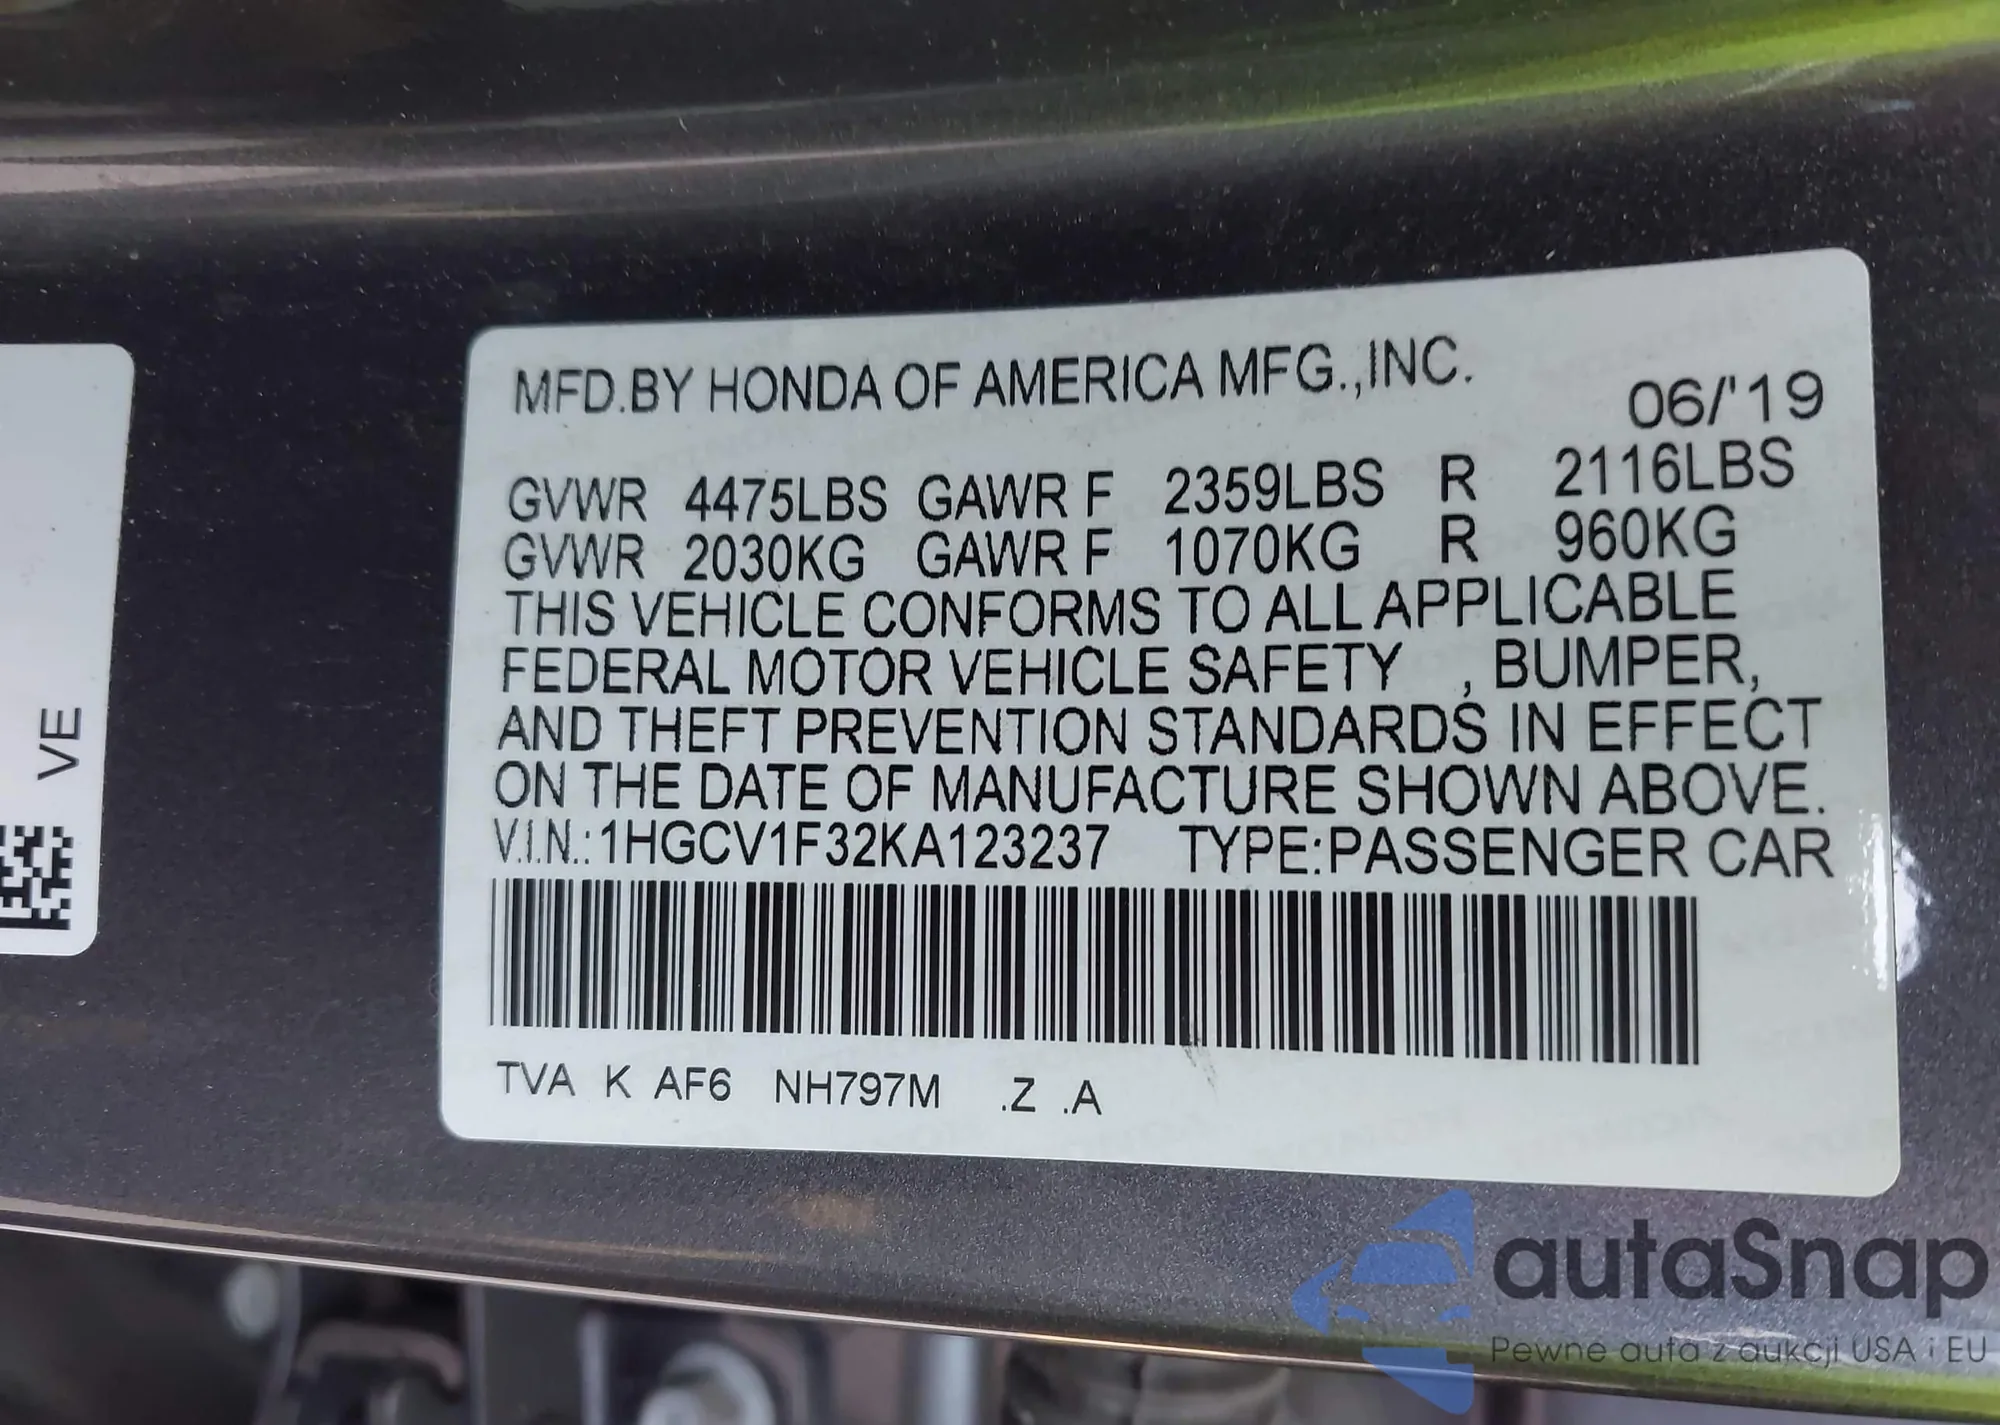 MFD.BY HONDA OF AMERICA MFG.,INC.
06/'19
GVWR 4475LBS GAWR F 2359LBS R 2116LBS
GVWR 2030KG GAWR F 1070KG R 960KG
THIS VEHICLE CONFORMS TO ALL APPLICABLE
FEDERAL MOTOR VEHICLE SAFETY , BUMPER,
AND THEFT PREVENTION STANDARDS IN EFFECT
ON THE DATE OF MANUFACTURE SHOWN ABOVE.
V.I.N.:1HGCV1F32KA123237 TYPE:PASSENGER CAR
TVA K AF6 NH797M .Z .A
VE
autaSnap
Pewne auta z aukcji USA i EU